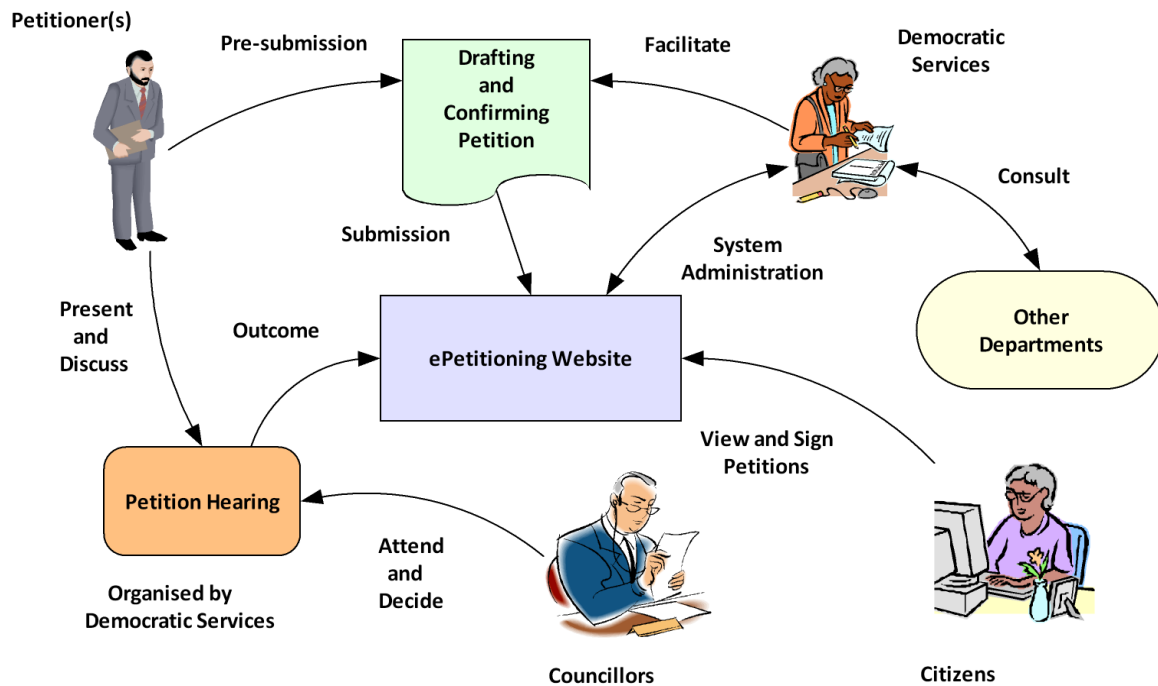 Petitioner(s)
Pre-submission
Drafting
and
Confirming
Petition
Facilitate
Democratic
Services
Consult
Submission
System
Administration
Present
and
Discuss
Outcome
ePetitioning Website
Other
Departments
View and Sign
Petitions
Petition Hearing
Attend
and
Decide
Organised by
Democratic Services
Councillors
Citizens